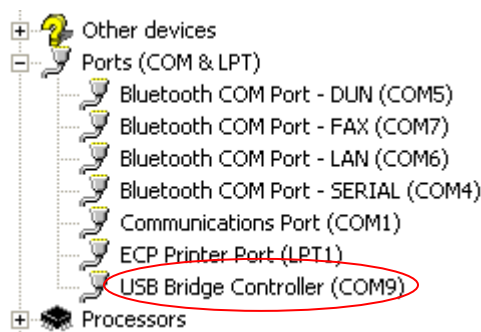 Other devices
Ports (COM & LPT)
Bluetooth COM Port - DUN (COM5)
Bluetooth COM Port - FAX (COM7)
Bluetooth COM Port - LAN (COM6)
Bluetooth COM Port - SERIAL (COM4)
Communications Port (COM1)
ECP Printer Port (LPT1)
USB Bridge Controller (COM9)
Processors